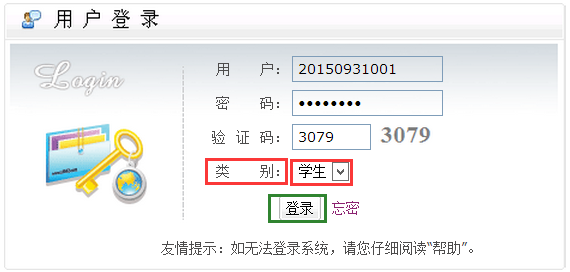 用 户 登 录
Login
用 户： 20150931001
密 码： ●●●●●●●●
验 证 码： 3079 3079
类 别： 学生
登录 忘密
友情提示：如无法登录系统，请您仔细阅读“帮助”。